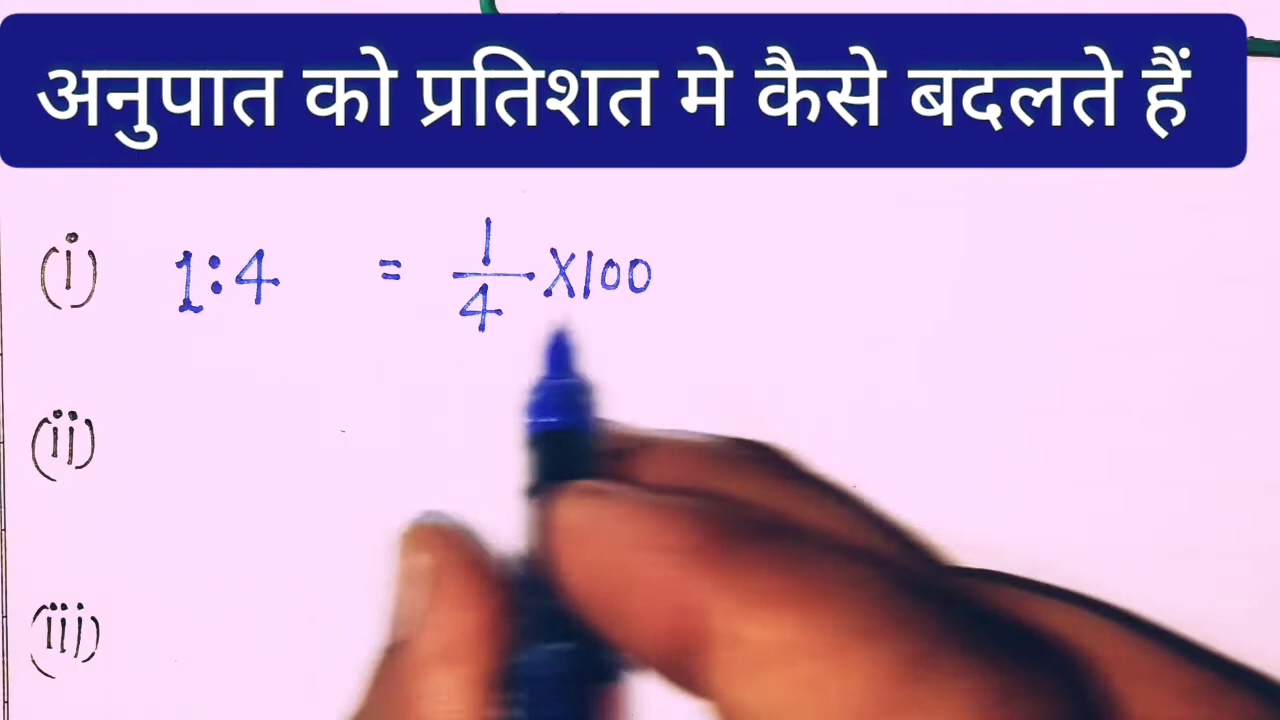 अनुपात को प्रतिशत मे कैसे बदलते हैं
(i) 1:4 = 1/4 X100
(ii)
(iii)